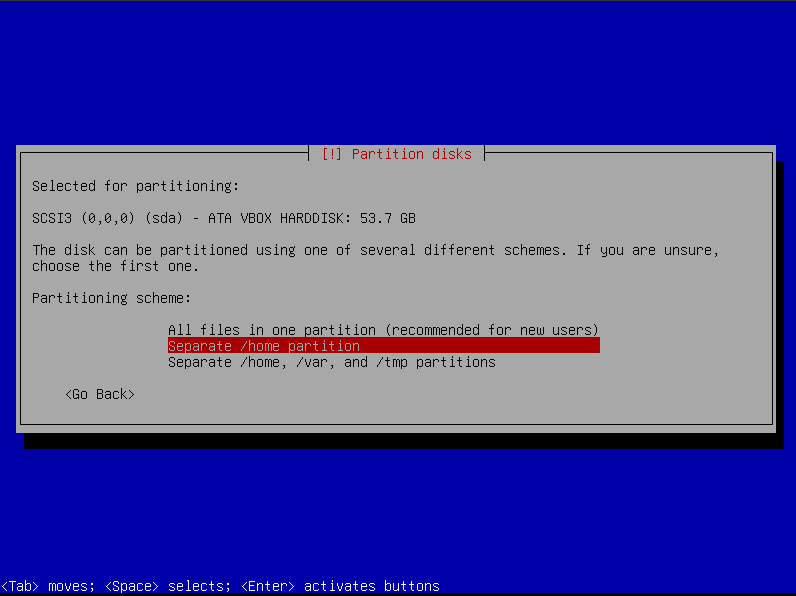 [!] Partition disks
Selected for partitioning:
SCSI3 (0,0,0) (sda) - ATA VBOX HARDDISK: 53.7 GB
The disk can be partitioned using one of several different schemes. If you are unsure,
choose the first one.
Partitioning scheme:
All files in one partition (recommended for new users)
Separate /home partition
Separate /home, /var, and /tmp partitions
<Go Back>
<Tab> moves; <Space> selects; <Enter> activates buttons